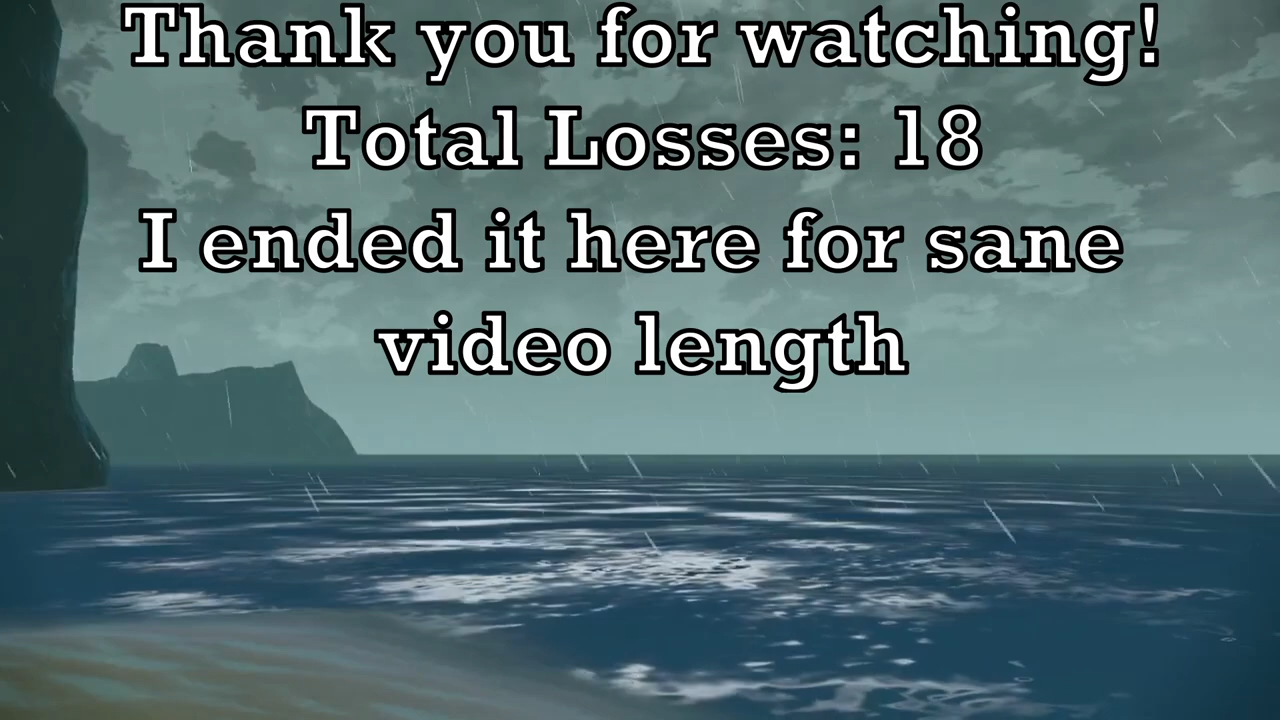 Thank you for watching!
Total Losses: 18
I ended it here for sane
video length